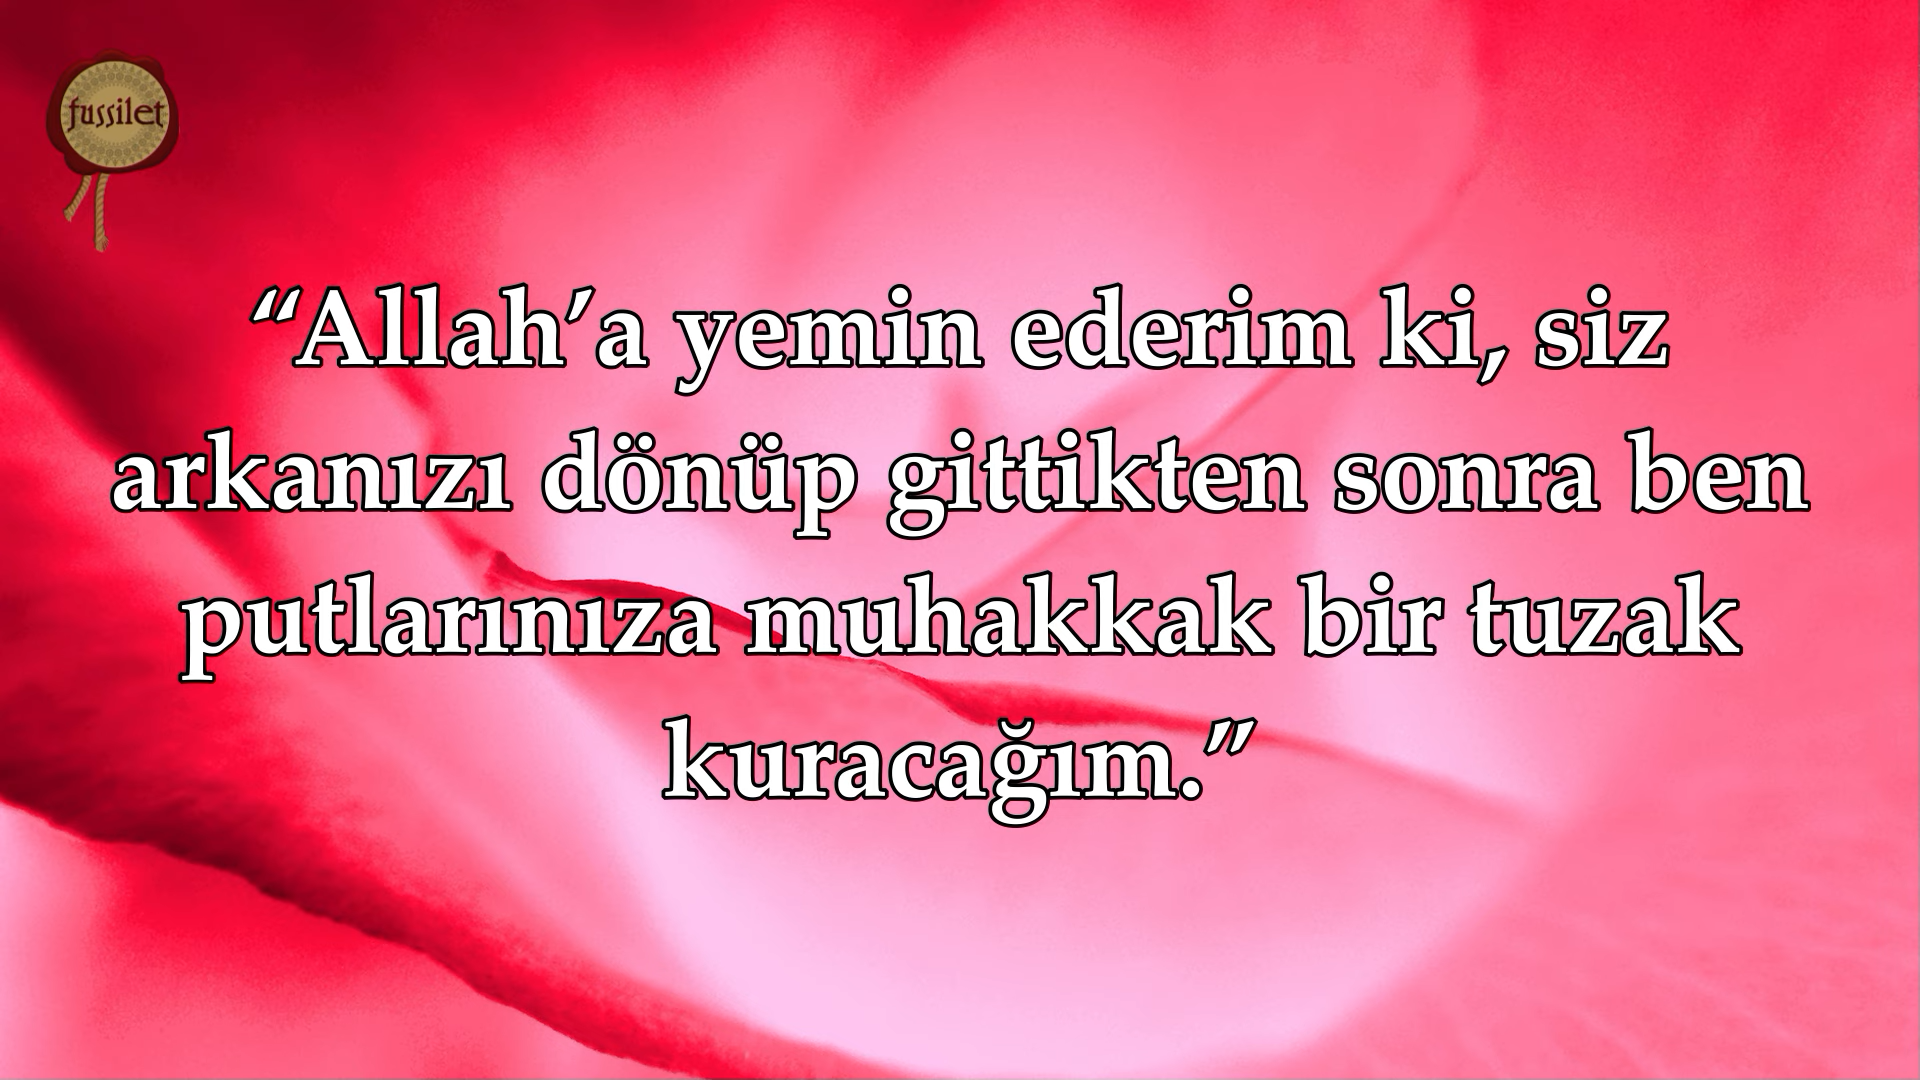 fussilet
“Allah’a yemin ederim ki, siz
arkanızı dönüp gittikten sonra ben
putlarınıza muhakkak bir tuzak
kuracağım.”